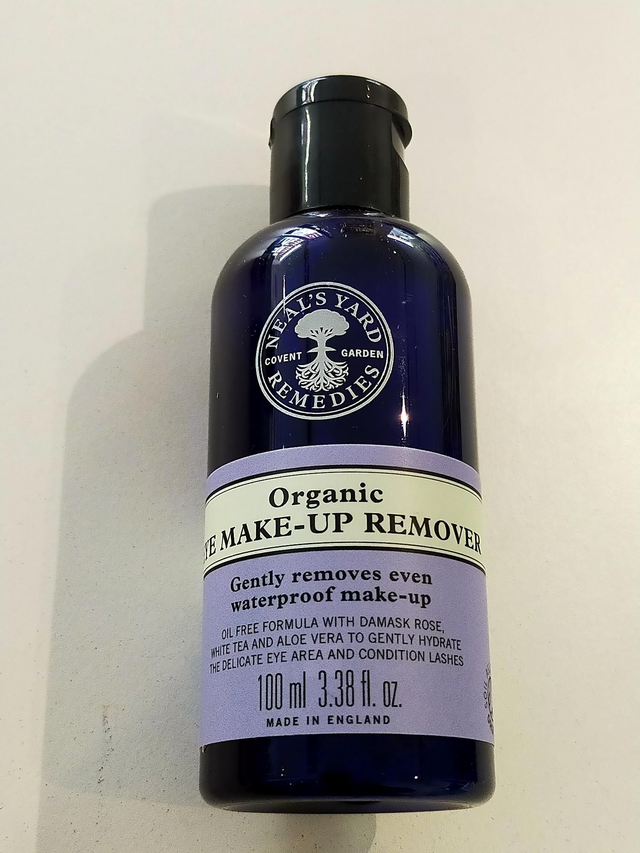 NEAL'S YARD
COVENT GARDEN
REMEDIES
Organic
YE MAKE-UP REMOVER
Gently removes even
waterproof make-up
OIL FREE FORMULA WITH DAMASK ROSE,
WHITE TEA AND ALOE VERA TO GENTLY HYDRATE
THE DELICATE EYE AREA AND CONDITION LASHES
100 ml 3.38 fl. oz.
MADE IN ENGLAND